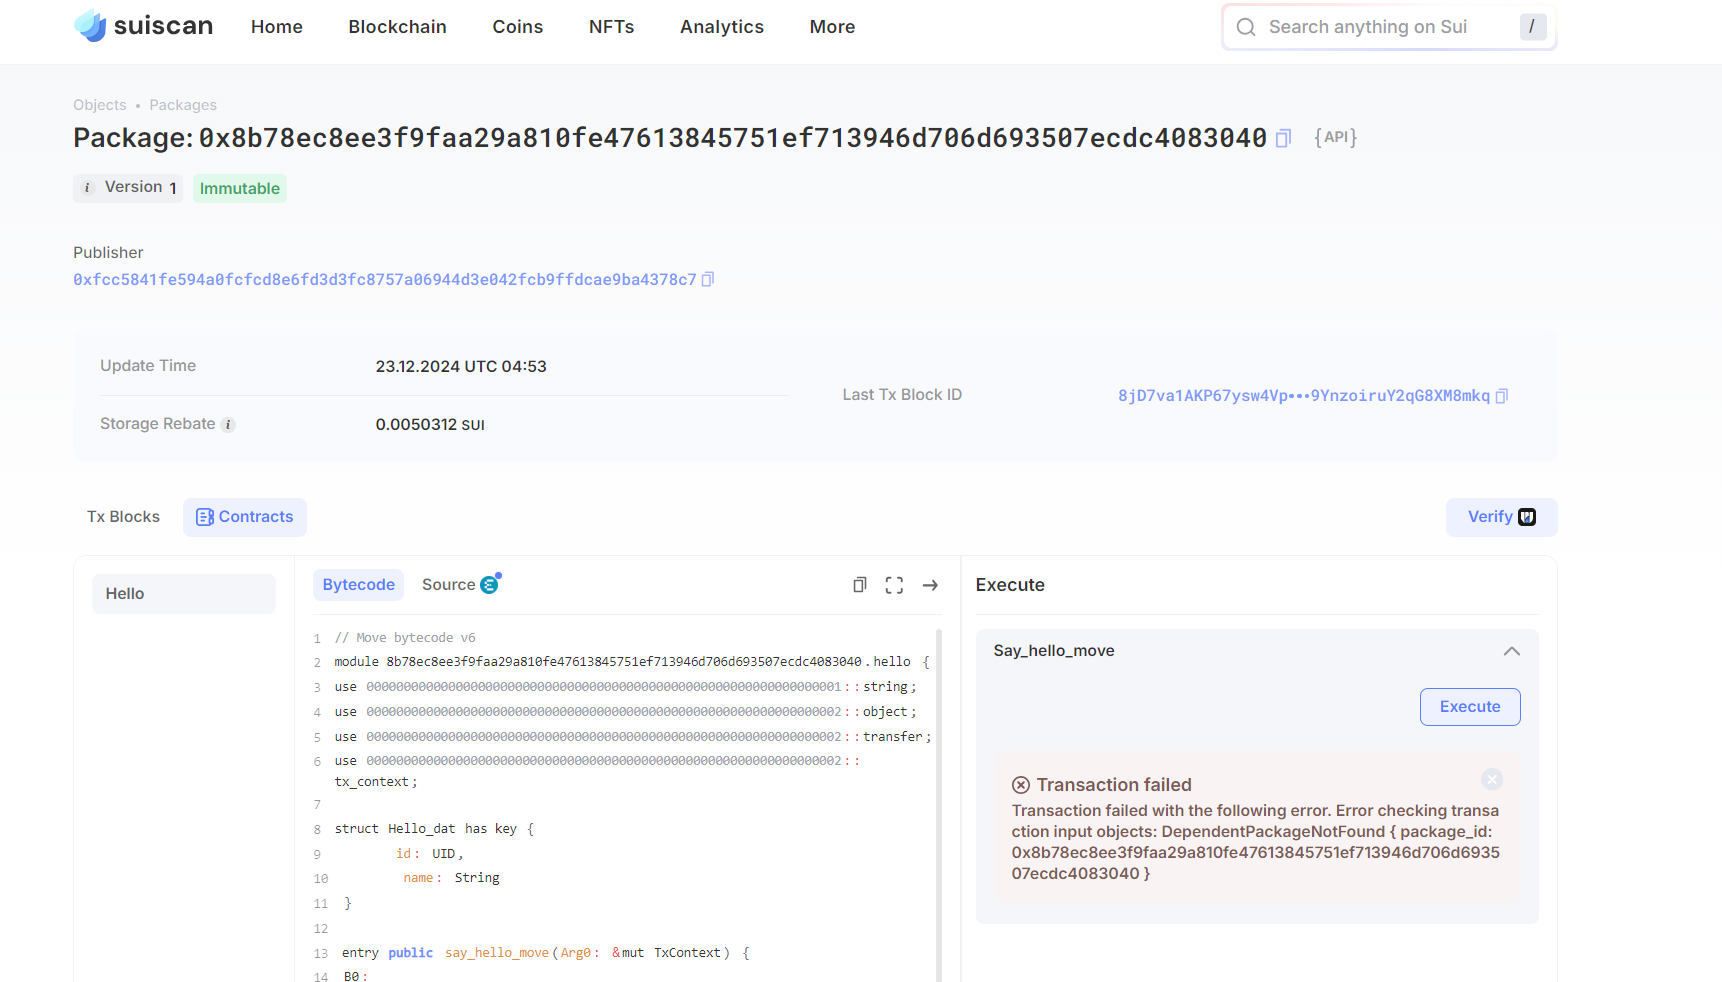 suiscan
Home
Blockchain
Coins
NFTs
Analytics
More
Search anything on Sui
/
Objects • Packages
Package: 0x8b78ec8ee3f9faa29a810fe47613845751ef713946d706d693507ecdc4083040
{API}
i Version 1
Immutable
Publisher
0xfcc5841fe594a0fcfcd8e6fd3d3fc8757a06944d3e042fcb9ffdcae9ba4378c7
Update Time
23.12.2024 UTC 04:53
Storage Rebate i
0.0050312 SUI
Last Tx Block ID
8jD7va1AKP67ysw4Vp•••9YnzoiruY2qG8XM8mkq
Tx Blocks
Contracts
Verify
Hello
Bytecode
Source
1 // Move bytecode v6
2 module 8b78ec8ee3f9faa29a810fe47613845751ef713946d706d693507ecdc4083040.hello {
3 use 0000000000000000000000000000000000000000000000000000000000000001::string;
4 use 0000000000000000000000000000000000000000000000000000000000000002::object;
5 use 0000000000000000000000000000000000000000000000000000000000000002::transfer;
6 use 0000000000000000000000000000000000000000000000000000000000000002::
tx_context;
7
8 struct Hello_dat has key {
9 id: UID,
10 name: String
11 }
12
13 entry public say_hello_move(Arg0: &mut TxContext) {
14 B0:
Execute
Say_hello_move
Execute
Transaction failed
Transaction failed with the following error. Error checking transa
ction input objects: DependentPackageNotFound { package_id:
0x8b78ec8ee3f9faa29a810fe47613845751ef713946d706d6935
07ecdc4083040 }